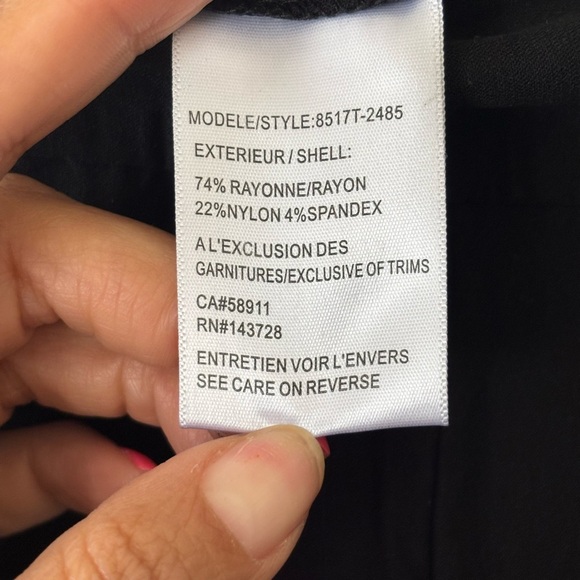 MODELE/STYLE:8517T-2485
EXTERIEUR/SHELL:
74% RAYONNE/RAYON
22%NYLON 4%SPANDEX
A L'EXCLUSION DES
GARNITURES/EXCLUSIVE OF TRIMS
CA#58911
RN#143728
ENTRETIEN VOIR L'ENVERS
SEE CARE ON REVERSE